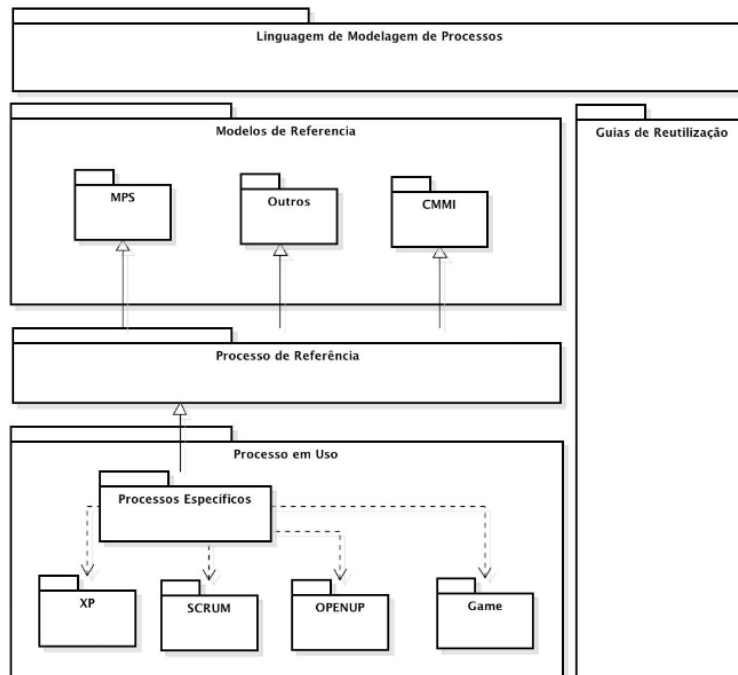 Linguagem de Modelagem de Processos
Modelos de Referencia
Guias de Reutilização
MPS
Outros
CMMI
Processo de Referência
Processo em Uso
Processos Específicos
XP
SCRUM
OPENUP
Game